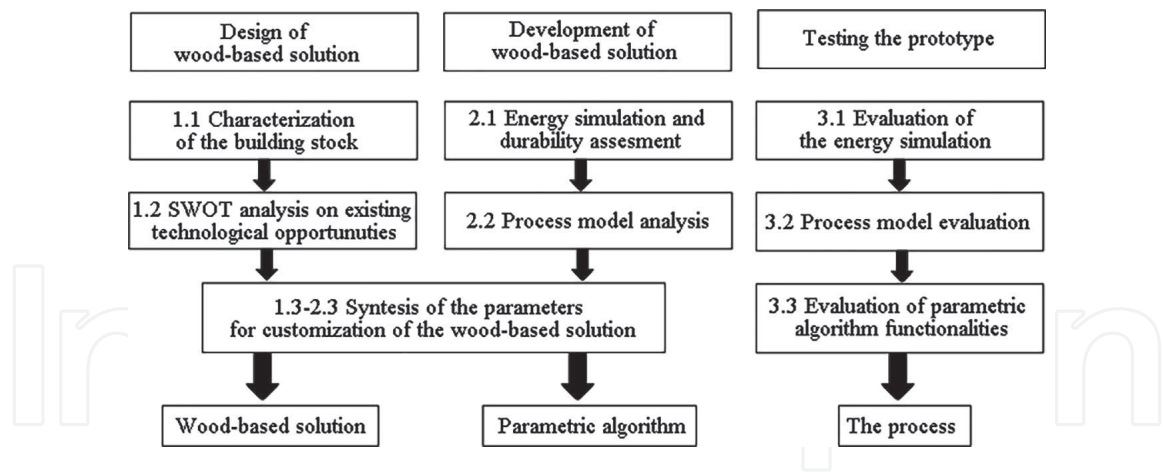 Design of
wood-based solution
Development of
wood-based solution
Testing the prototype
1.1 Characterization
of the building stock
2.1 Energy simulation and
durability assesment
3.1 Evaluation of
the energy simulation
1.2 SWOT analysis on existing
technological opportunuties
2.2 Process model analysis
3.2 Process model evaluation
1.3-2.3 Syntesis of the parameters
for customization of the wood-based solution
3.3 Evaluation of parametric
algorithm functionalities
Wood-based solution
Parametric algorithm
The process